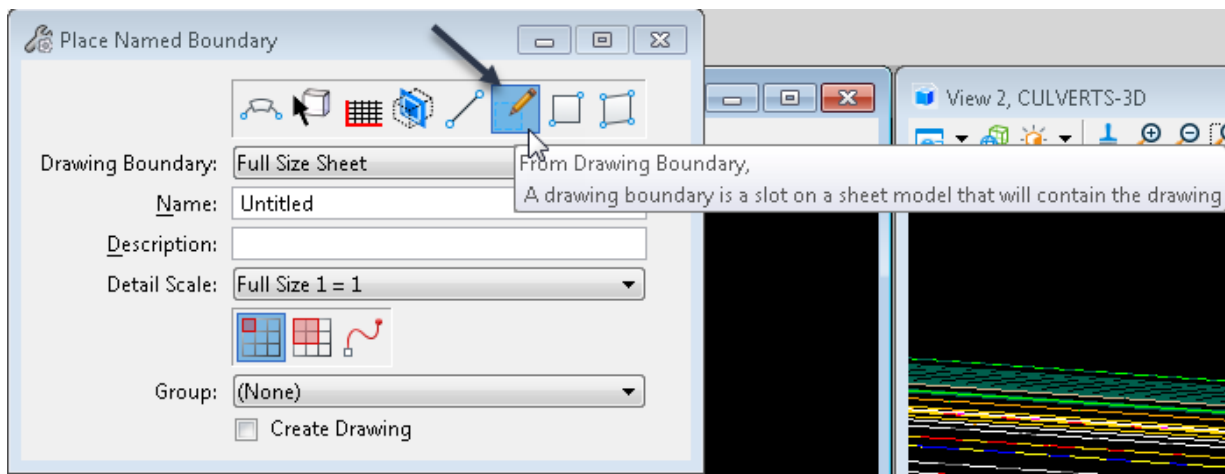 Place Named Boundary
View 2, CULVERTS-3D
Drawing Boundary: Full Size Sheet
From Drawing Boundary,
A drawing boundary is a slot on a sheet model that will contain the drawing
Name: Untitled
Description:
Detail Scale: Full Size 1 = 1
Group: (None)
Create Drawing